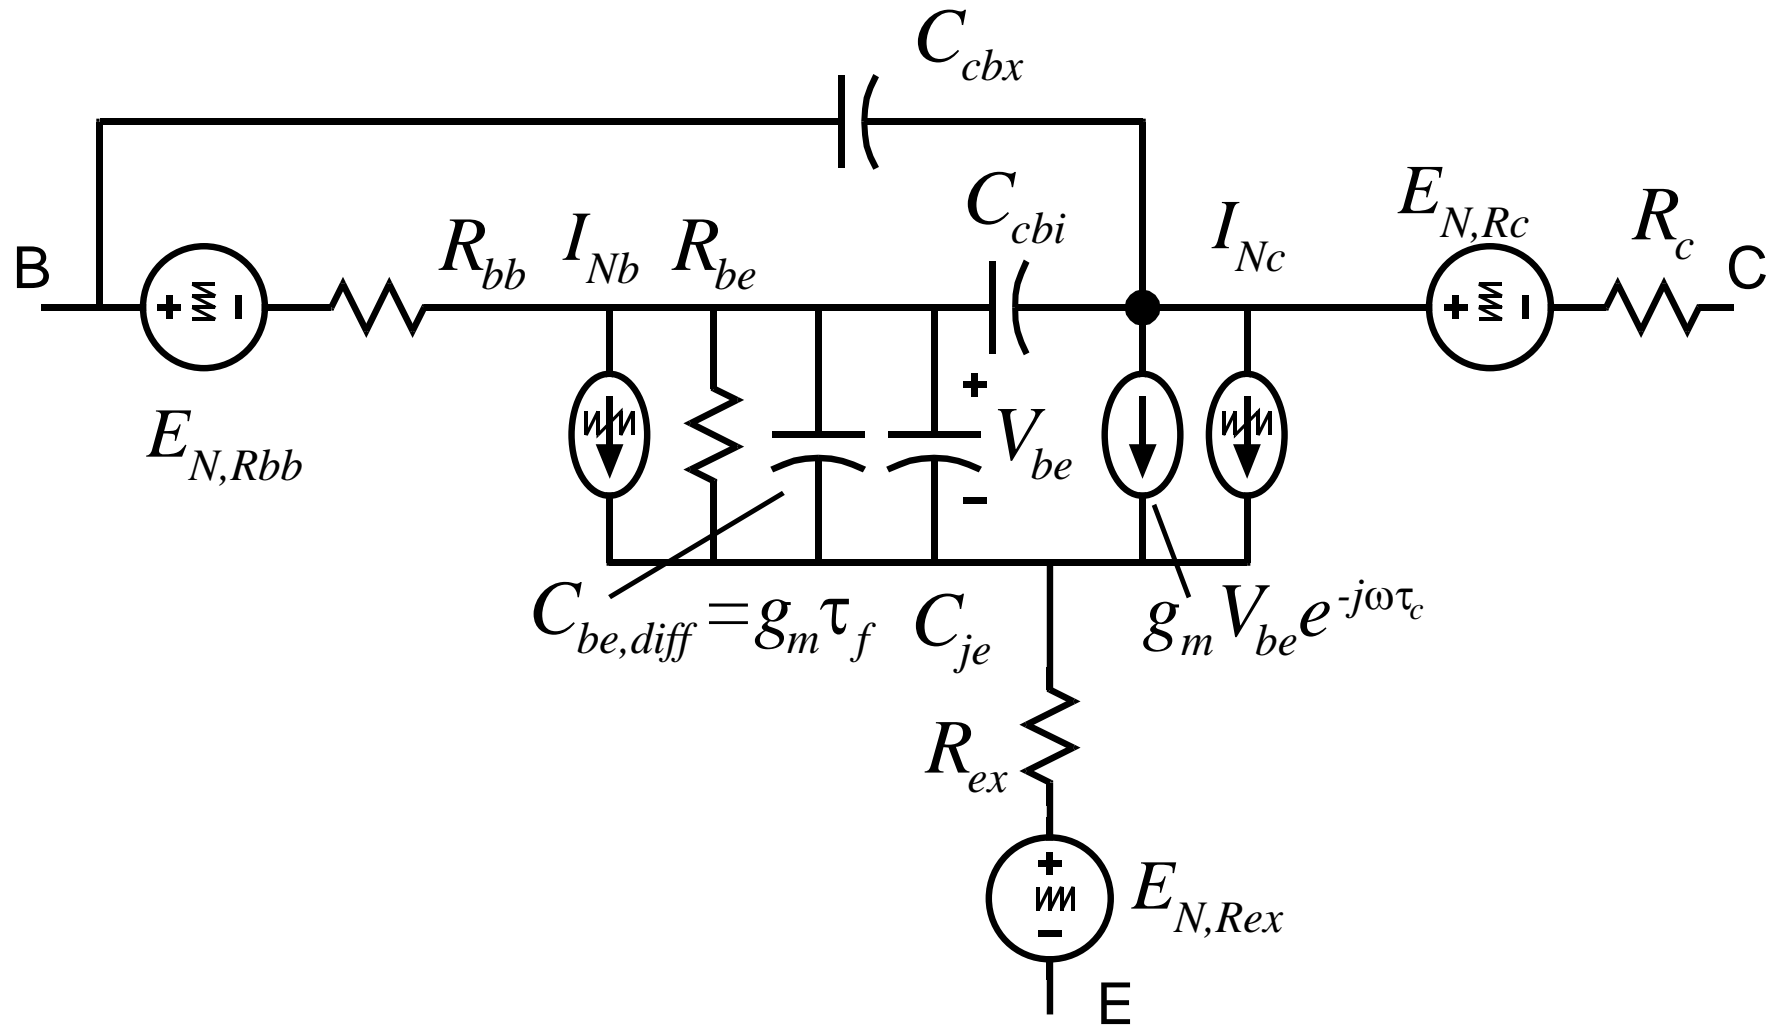 C_cbx
C_cbi
E_N,Rc
R_c
I_Nc
R_bb I_Nb R_be
B
C
+ −
+ −
+
V_be
−
E_N,Rbb
C_be,diff = g_m τ_f C_je g_m V_be e^-jωτ_c
R_ex
+
−
E_N,Rex
E